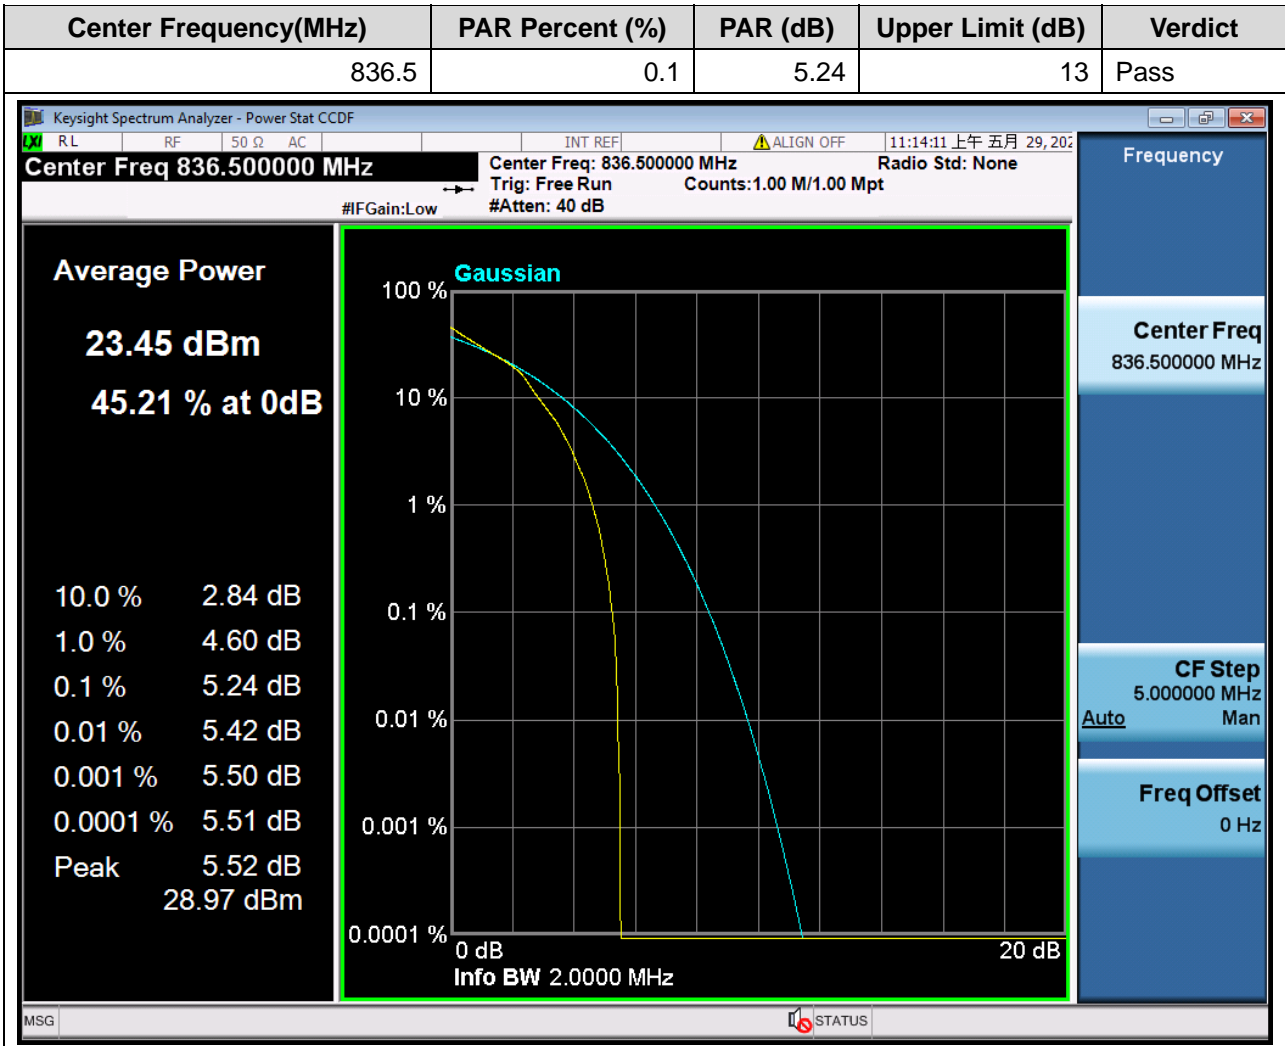 Center Frequency(MHz) PAR Percent (%) PAR (dB) Upper Limit (dB) Verdict
836.5 0.1 5.24 13 Pass
Keysight Spectrum Analyzer - Power Stat CCDF
LXI RL RF 50 Ω AC INT REF ALIGN OFF 11:14:11 上午 五月 29, 202
Center Freq 836.500000 MHz
Center Freq: 836.500000 MHz Radio Std: None
Trig: Free Run Counts:1.00 M/1.00 Mpt
#IFGain:Low #Atten: 40 dB
Average Power
23.45 dBm
45.21 % at 0dB
10.0 % 2.84 dB
1.0 % 4.60 dB
0.1 % 5.24 dB
0.01 % 5.42 dB
0.001 % 5.50 dB
0.0001 % 5.51 dB
Peak 5.52 dB
28.97 dBm
Gaussian
100 %
10 %
1 %
0.1 %
0.01 %
0.001 %
0.0001 %
0 dB 20 dB
Info BW 2.0000 MHz
Frequency
Center Freq
836.500000 MHz
CF Step
5.000000 MHz
Auto Man
Freq Offset
0 Hz
MSG STATUS